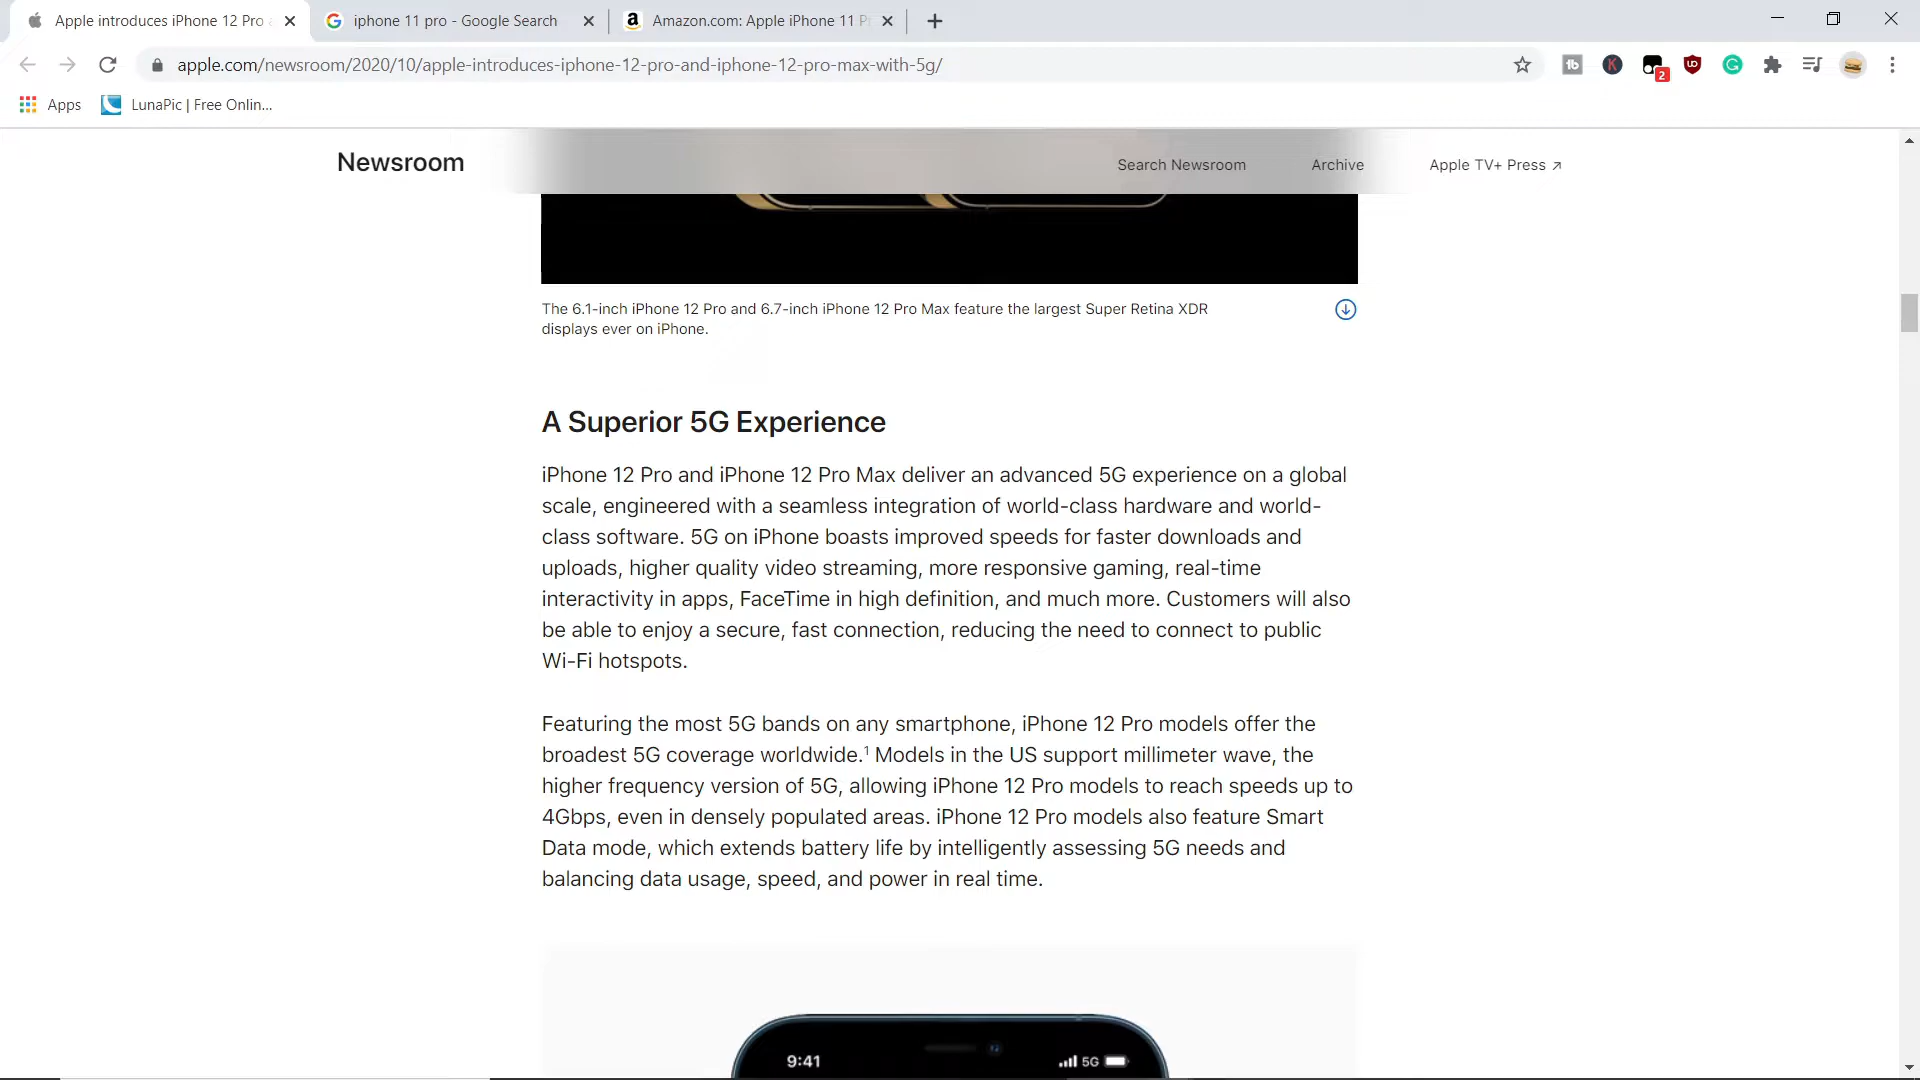 Apple introduces iPhone 12 Pro
iphone 11 pro - Google Search
Amazon.com: Apple iPhone 11 P
apple.com/newsroom/2020/10/apple-introduces-iphone-12-pro-and-iphone-12-pro-max-with-5g/
2
Apps
LunaPic | Free Onlin...
Newsroom
Search Newsroom
Archive
Apple TV+ Press ↗
The 6.1-inch iPhone 12 Pro and 6.7-inch iPhone 12 Pro Max feature the largest Super Retina XDR
displays ever on iPhone.
A Superior 5G Experience
iPhone 12 Pro and iPhone 12 Pro Max deliver an advanced 5G experience on a global
scale, engineered with a seamless integration of world-class hardware and world-
class software. 5G on iPhone boasts improved speeds for faster downloads and
uploads, higher quality video streaming, more responsive gaming, real-time
interactivity in apps, FaceTime in high definition, and much more. Customers will also
be able to enjoy a secure, fast connection, reducing the need to connect to public
Wi-Fi hotspots.
Featuring the most 5G bands on any smartphone, iPhone 12 Pro models offer the
broadest 5G coverage worldwide.¹ Models in the US support millimeter wave, the
higher frequency version of 5G, allowing iPhone 12 Pro models to reach speeds up to
4Gbps, even in densely populated areas. iPhone 12 Pro models also feature Smart
Data mode, which extends battery life by intelligently assessing 5G needs and
balancing data usage, speed, and power in real time.
9:41
5G